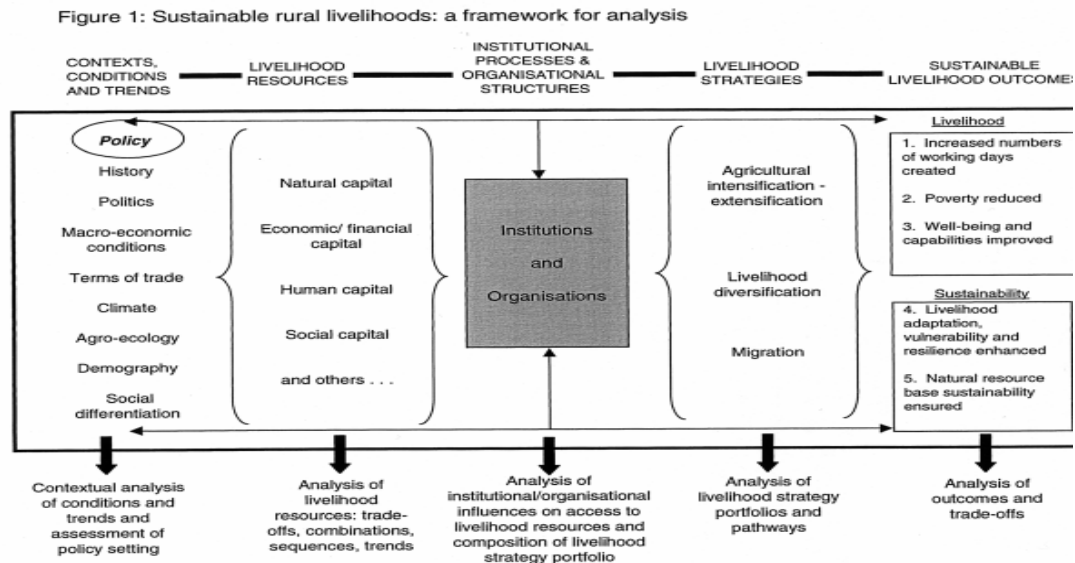 Figure 1: Sustainable rural livelihoods: a framework for analysis
CONTEXTS,
CONDITIONS
AND TRENDS
LIVELIHOOD
RESOURCES
INSTITUTIONAL
PROCESSES &
ORGANISATIONAL
STRUCTURES
LIVELIHOOD
STRATEGIES
SUSTAINABLE
LIVELIHOOD OUTCOMES
Policy
History
Politics
Macro-economic
conditions
Terms of trade
Climate
Agro-ecology
Demography
Social
differentiation
Natural capital
Economic/ financial
capital
Human capital
Social capital
and others . . .
Institutions
and
Organisations
Agricultural
intensification -
extensification
Livelihood
diversification
Migration
Livelihood
1. Increased numbers
of working days
created
2. Poverty reduced
3. Well-being and
capabilities improved
Sustainability
4. Livelihood
adaptation,
vulnerability and
resilience enhanced
5. Natural resource
base sustainability
ensured
Contextual analysis
of conditions and
trends and
assessment of
policy setting
Analysis of
livelihood
resources: trade-
offs, combinations,
sequences, trends
Analysis of
institutional/organisational
influences on access to
livelihood resources and
composition of livelihood
strategy portfolio
Analysis of
livelihood strategy
portfolios and
pathways
Analysis of
outcomes and
trade-offs